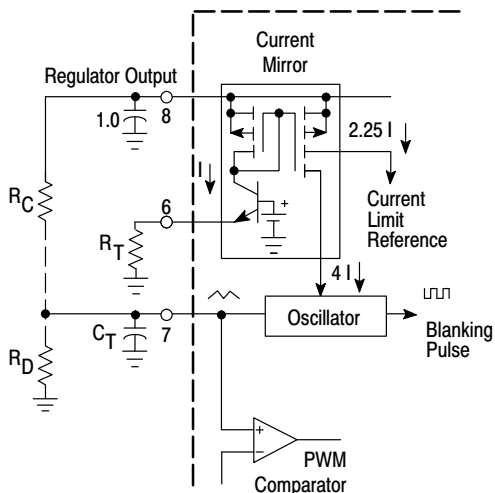 Current
Mirror
Regulator Output
1.0
8
2.25 I
I
R_C
6
Current
Limit
Reference
R_T
4 I
C_T
7
Oscillator
Blanking
Pulse
R_D
+
+
−
PWM
Comparator